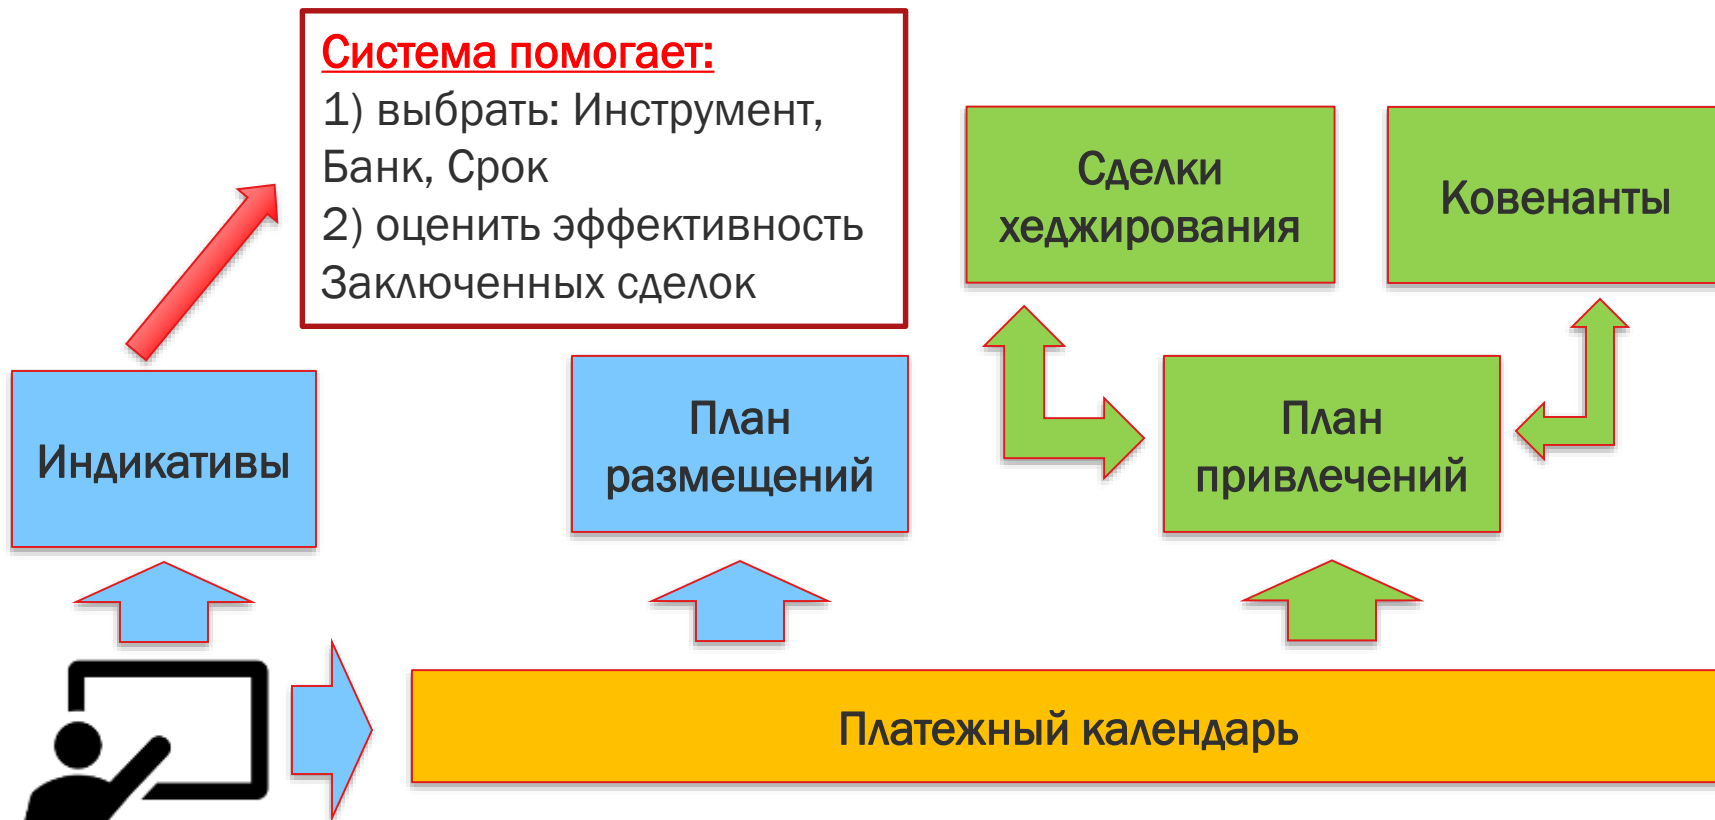 Система помогает:
1) выбрать: Инструмент,
Банк, Срок
2) оценить эффективность
Заключенных сделок
Сделки
хеджирования
Ковенанты
Индикативы
План
размещений
План
привлечений
Платежный календарь